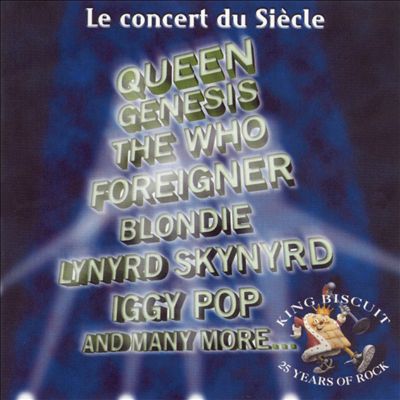 Le concert du Siècle
QUEEN
GENESIS
THE WHO
FOREIGNER
BLONDIE
LYNYRD SKYNYRD
IGGY POP
AND MANY MORE...
KING BISCUIT
25 YEARS OF ROCK